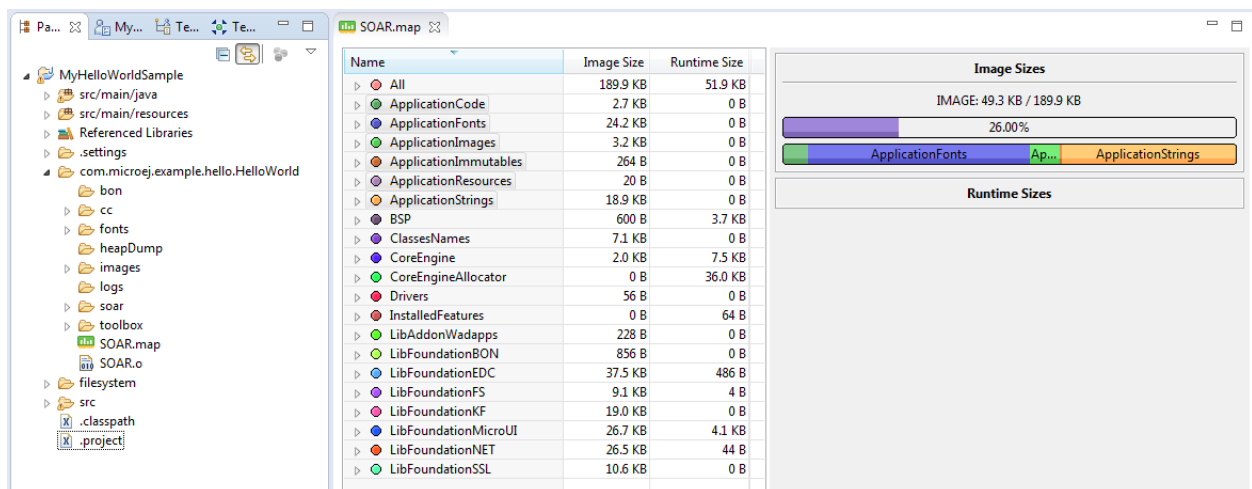 Pa... My... Te... Te...
MyHelloWorldSample
src/main/java
src/main/resources
Referenced Libraries
.settings
com.microej.example.hello.HelloWorld
bon
cc
fonts
heapDump
images
logs
soar
toolbox
SOAR.map
SOAR.o
filesystem
src
.classpath
.project
SOAR.map
Name Image Size Runtime Size
All 189.9 KB 51.9 KB
ApplicationCode 2.7 KB 0 B
ApplicationFonts 24.2 KB 0 B
ApplicationImages 3.2 KB 0 B
ApplicationImmutables 264 B 0 B
ApplicationResources 20 B 0 B
ApplicationStrings 18.9 KB 0 B
BSP 600 B 3.7 KB
ClassesNames 7.1 KB 0 B
CoreEngine 2.0 KB 7.5 KB
CoreEngineAllocator 0 B 36.0 KB
Drivers 56 B 0 B
InstalledFeatures 0 B 64 B
LibAddonWadapps 228 B 0 B
LibFoundationBON 856 B 0 B
LibFoundationEDC 37.5 KB 486 B
LibFoundationFS 9.1 KB 4 B
LibFoundationKF 19.0 KB 0 B
LibFoundationMicroUI 26.7 KB 4.1 KB
LibFoundationNET 26.5 KB 44 B
LibFoundationSSL 10.6 KB 0 B
Image Sizes
IMAGE: 49.3 KB / 189.9 KB
26.00%
ApplicationFonts Ap... ApplicationStrings
Runtime Sizes